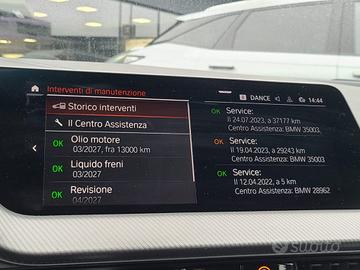 DANCE
14:44
Interventi di manutenzione
Storico interventi
Il Centro Assistenza
OK Olio motore
03/2027, fra 13000 km
OK Liquido freni
03/2027
OK Revisione
04/2027
OK Service:
Il 24.07.2023, a 37177 km
Centro Assistenza: BMW 35003
OK Service:
Il 19.04.2023, a 29243 km
Centro Assistenza: BMW 35003
OK Service:
Il 12.04.2022, a 5 km
Centro Assistenza: BMW 28962
subito